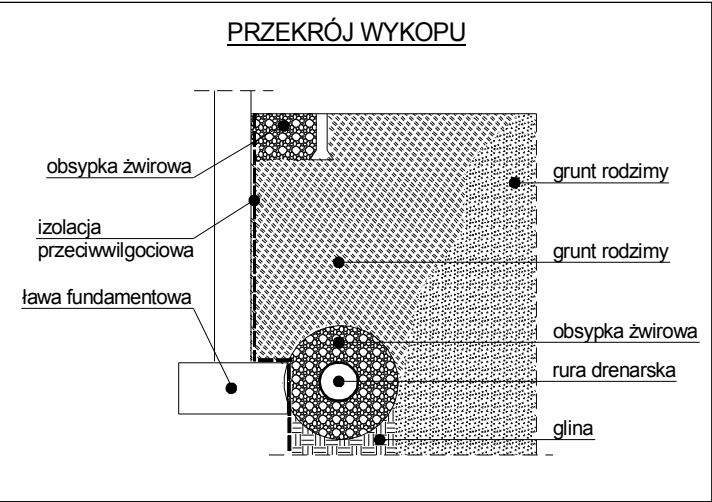 PRZEKRÓJ WYKOPU
obsypka żwirowa
izolacja
przeciwwilgociowa
ława fundamentowa
grunt rodzimy
grunt rodzimy
obsypka żwirowa
rura drenarska
glina